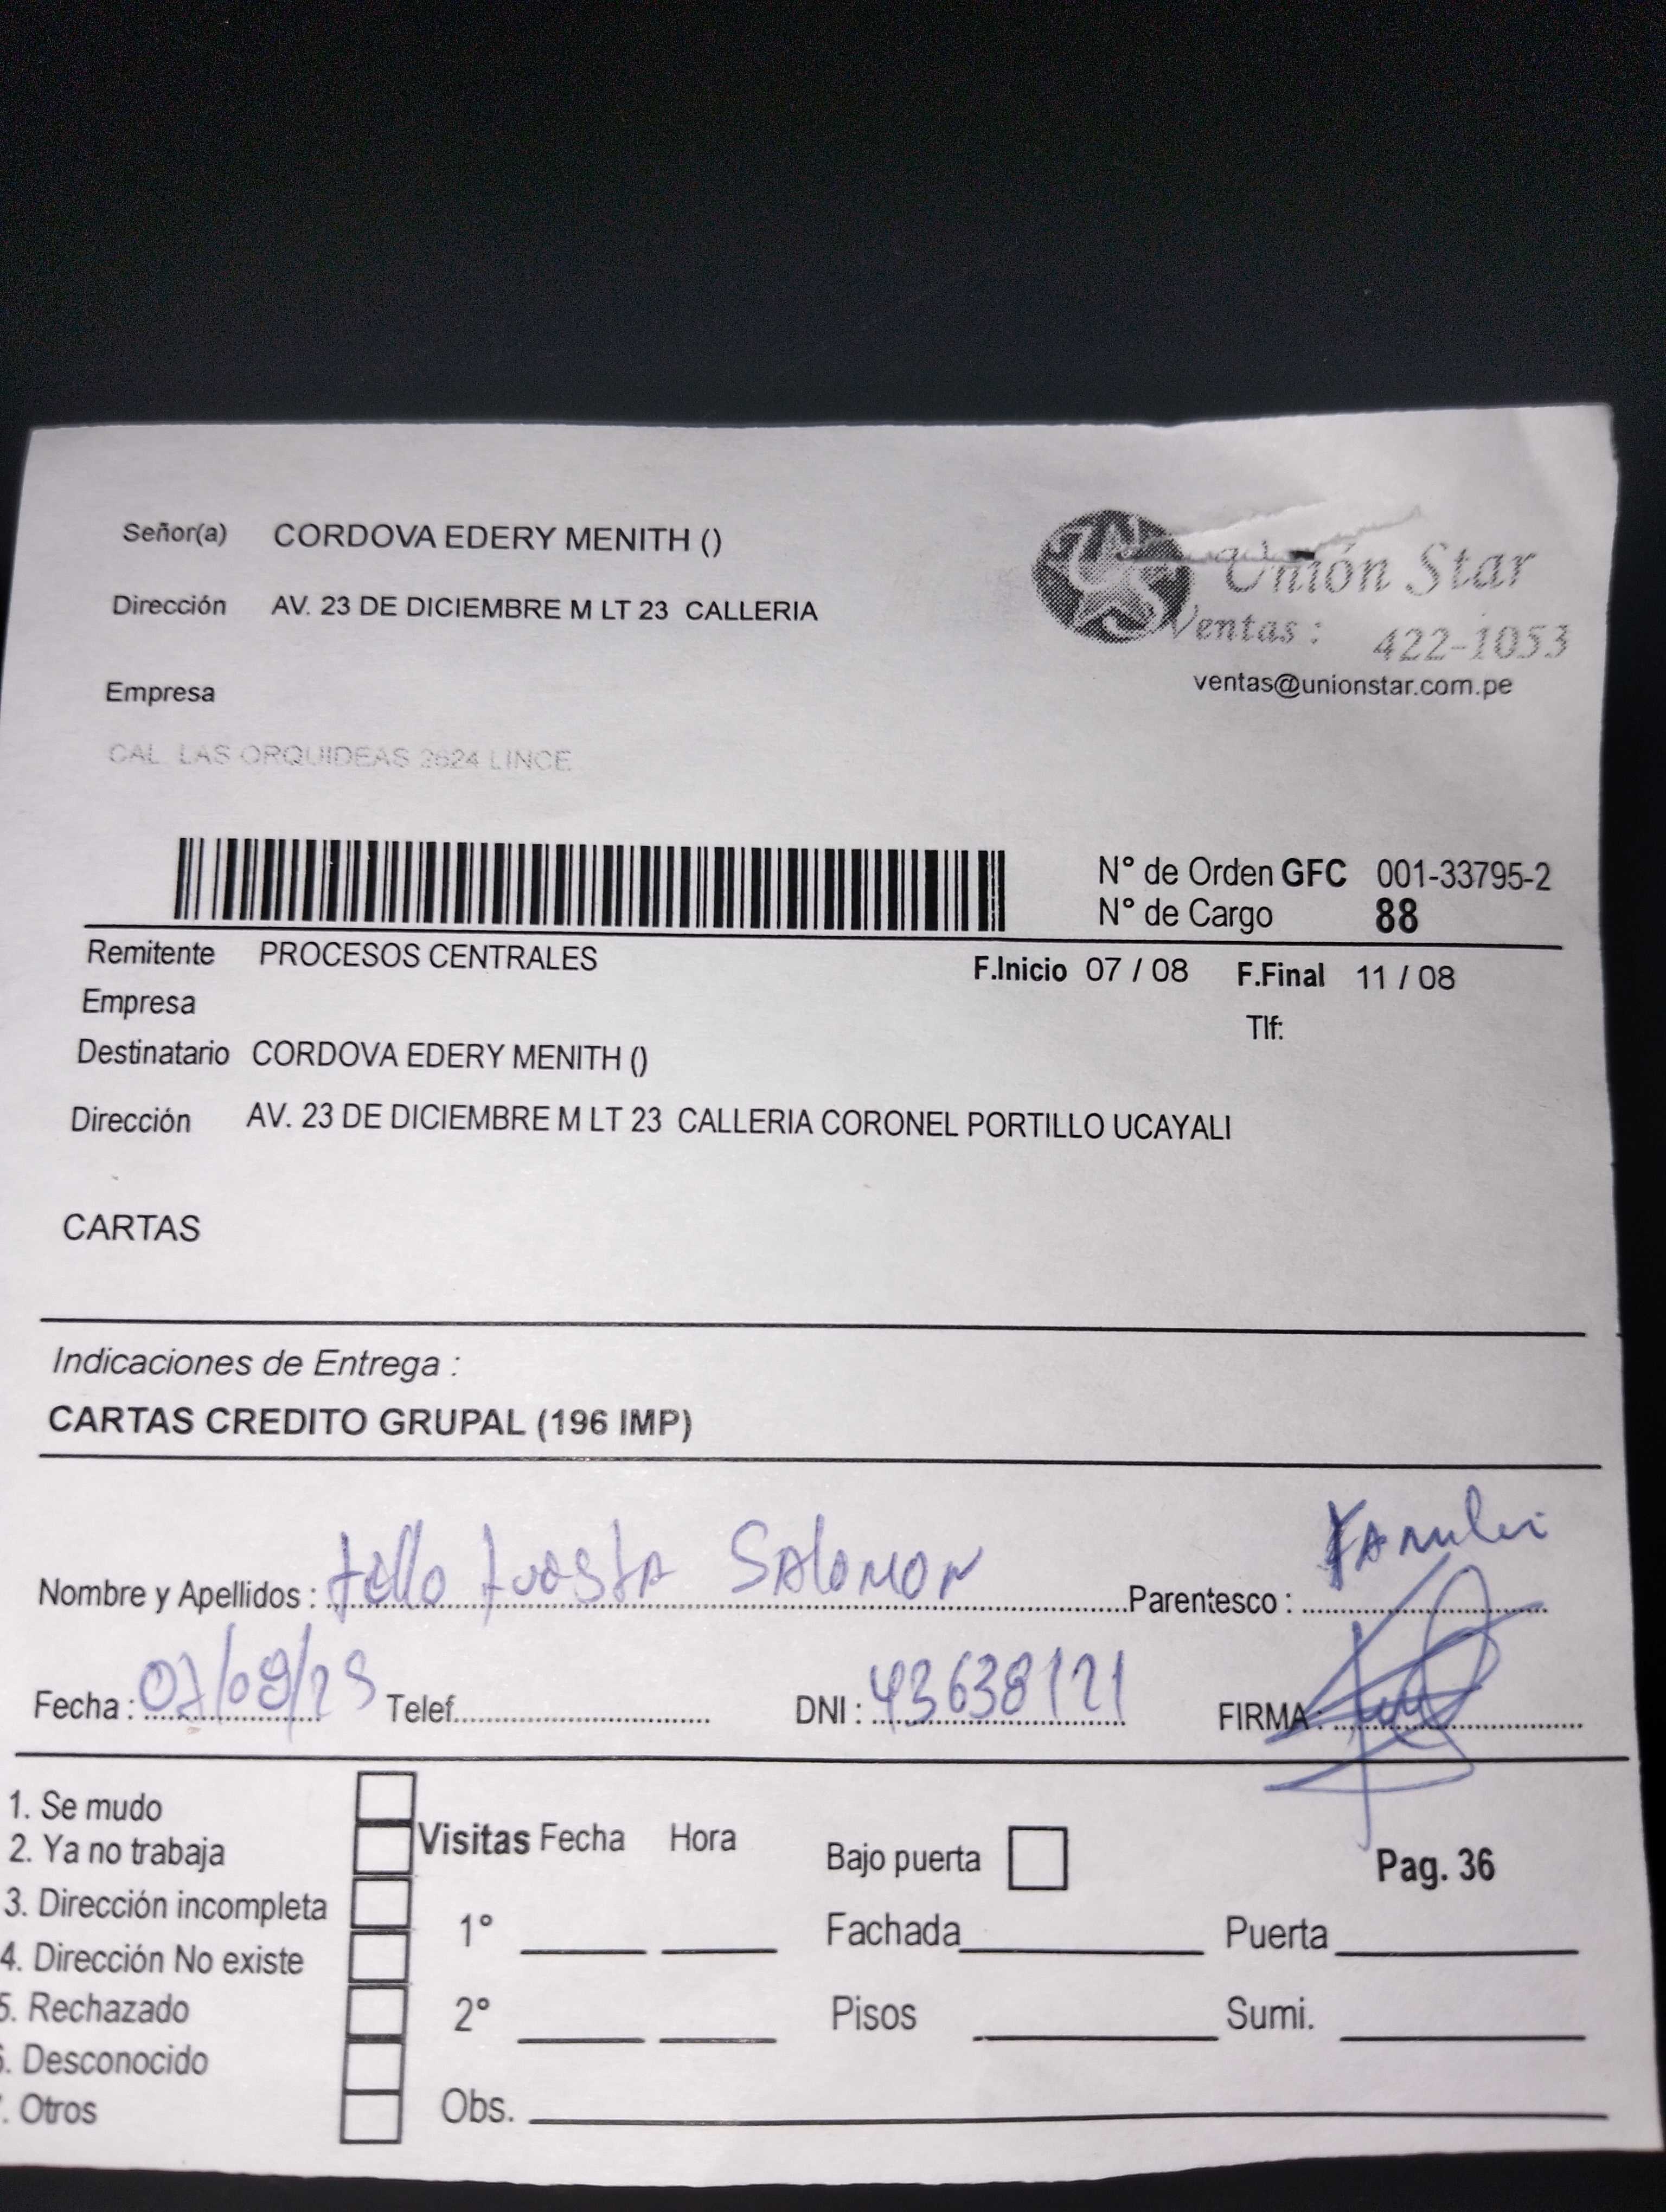 Señor(a) CORDOVA EDERY MENITH ()
Dirección AV. 23 DE DICIEMBRE M LT 23 CALLERIA
Unión Star
Ventas : 422-1053
ventas@unionstar.com.pe
Empresa
CAL LAS ORQUIDEAS 2624 LINCE
N° de Orden GFC 001-33795-2
N° de Cargo 88
Remitente PROCESOS CENTRALES F.Inicio 07 / 08 F.Final 11 / 08
Empresa
Tlf:
Destinatario CORDOVA EDERY MENITH ()
Dirección AV. 23 DE DICIEMBRE M LT 23 CALLERIA CORONEL PORTILLO UCAYALI
CARTAS
Indicaciones de Entrega :
CARTAS CREDITO GRUPAL (196 IMP)
Nombre y Apellidos : tello SALOMON Parentesco :
Fecha : Telef. DNI : 43638121 FIRMA :
1. Se mudo
2. Ya no trabaja
3. Dirección incompleta
4. Dirección No existe
5. Rechazado
6. Desconocido
. Otros
Visitas Fecha Hora
1°
2°
Obs.
Bajo puerta Pag. 36
Fachada Puerta
Pisos Sumi.